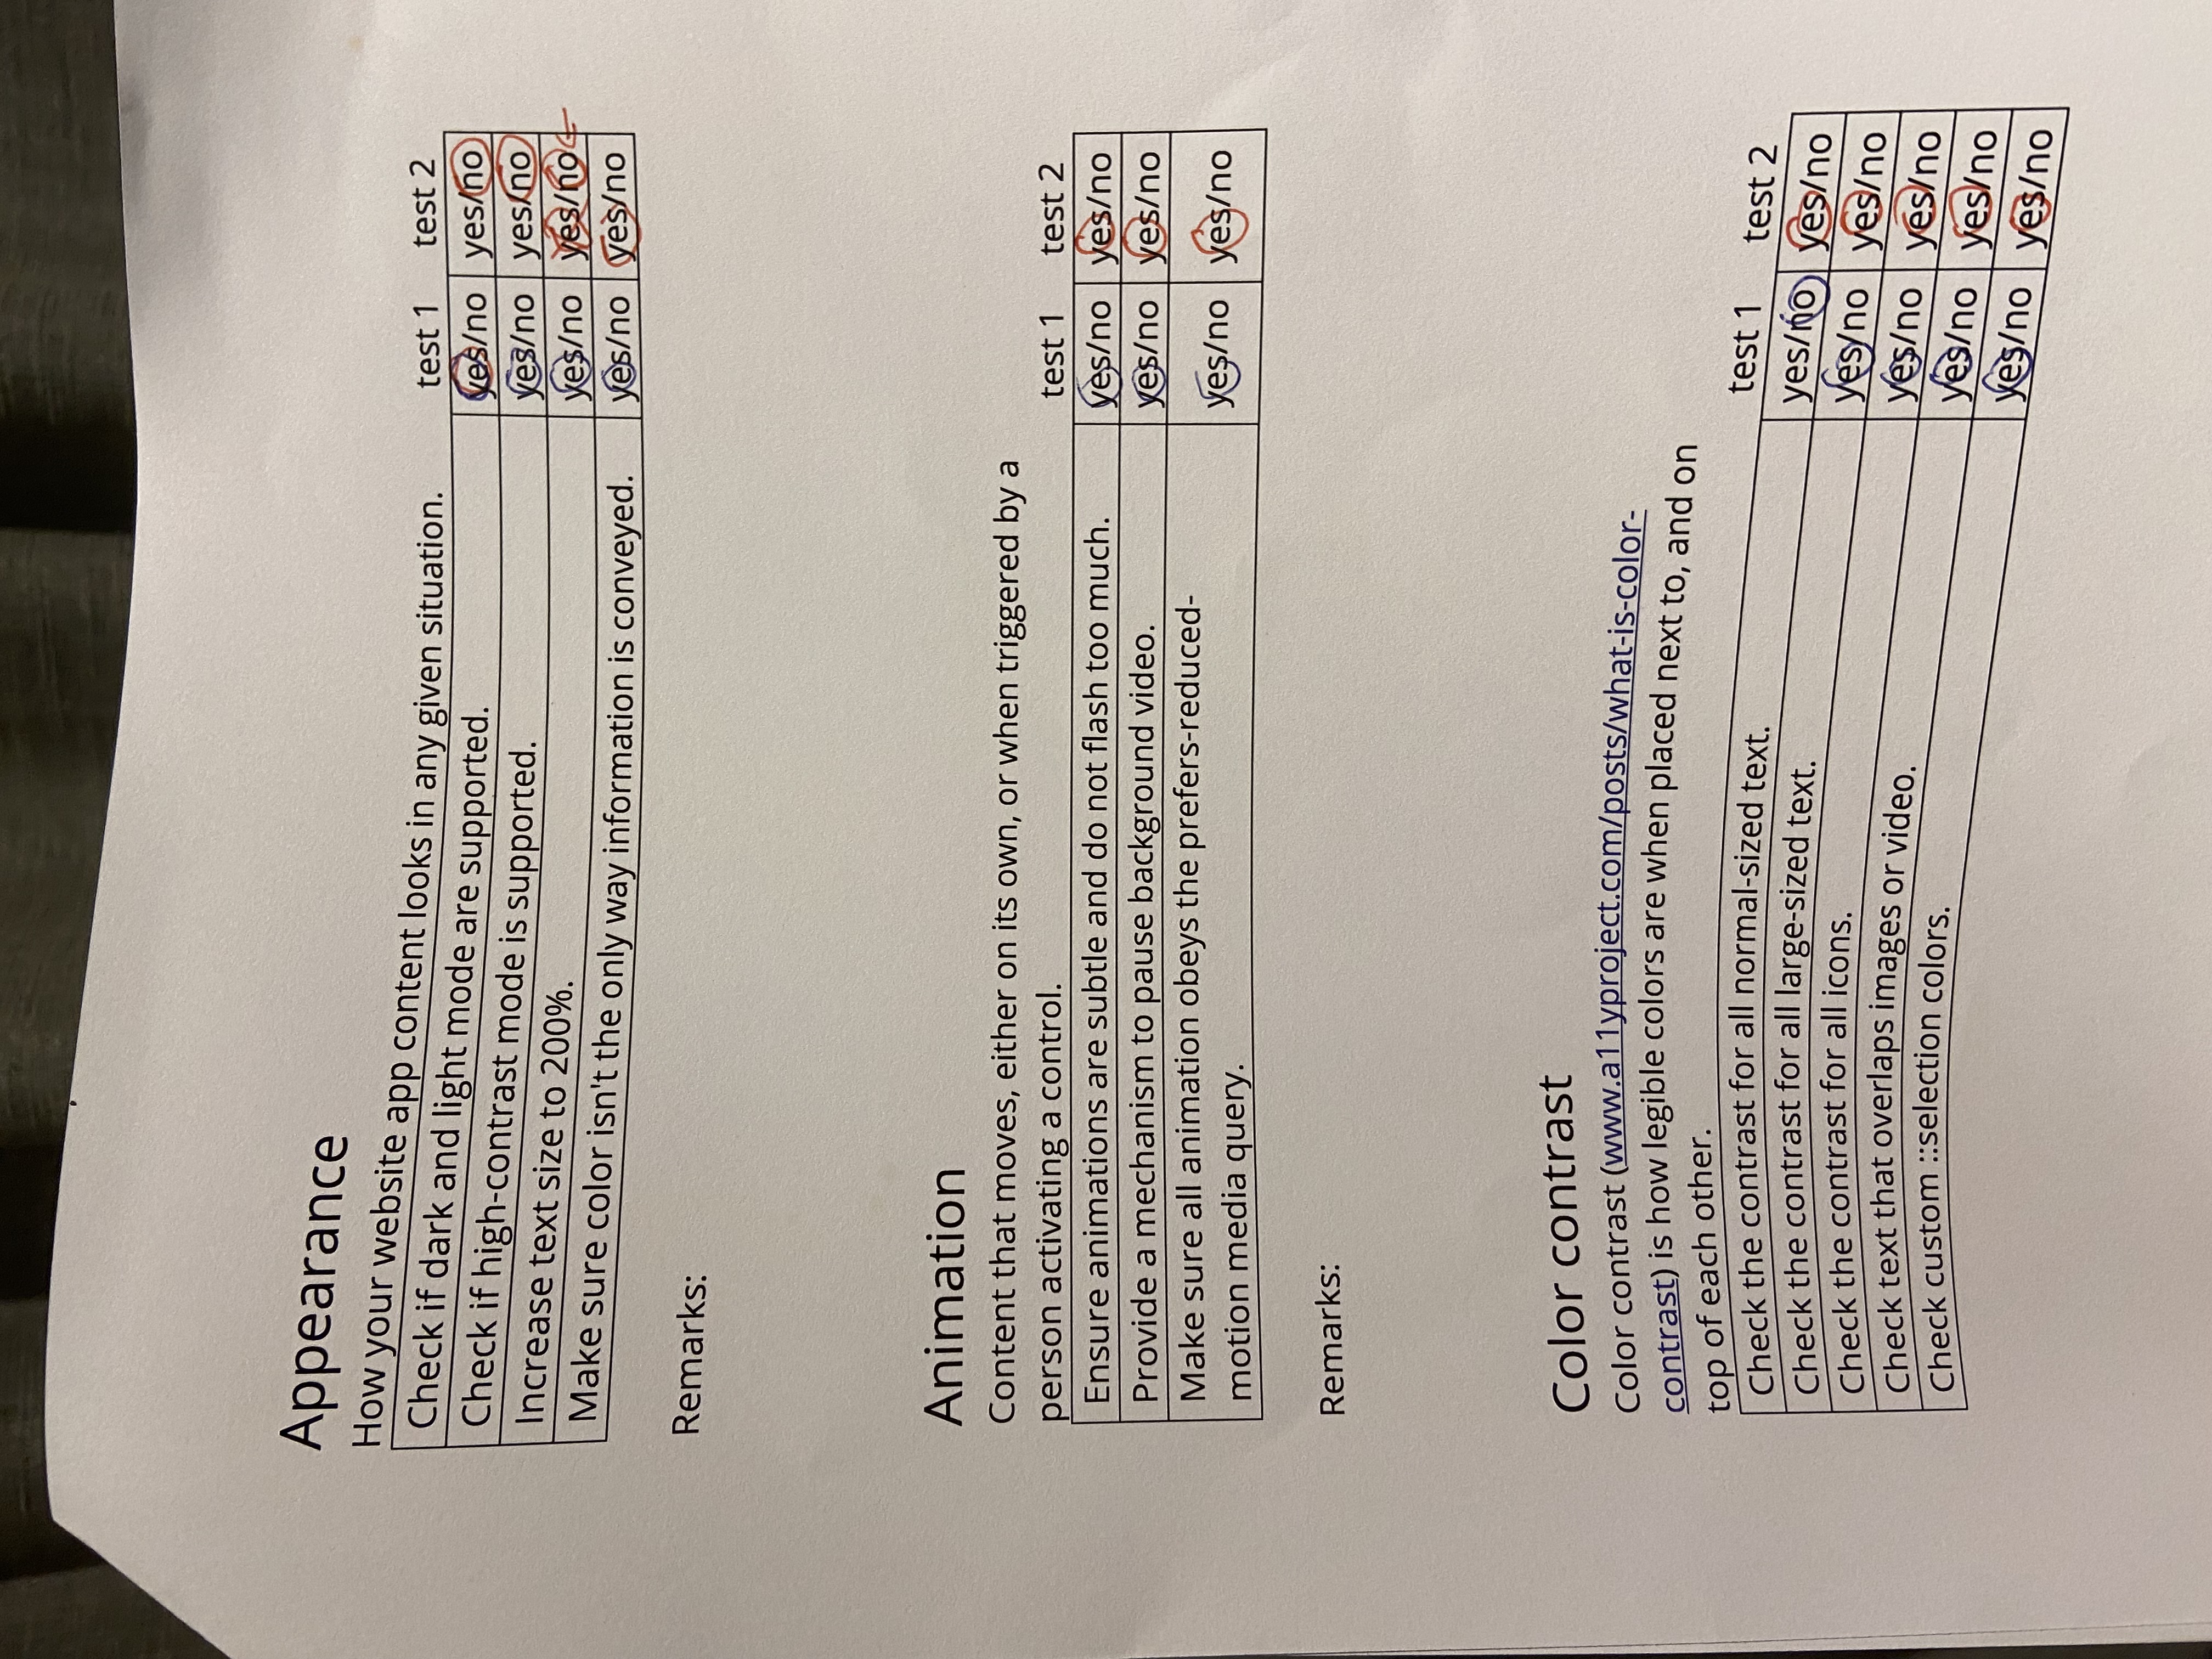 Appearance
How your website app content looks in any given situation. test 1 test 2
Check if dark and light mode are supported. yes/no yes/no
Check if high-contrast mode is supported. yes/no yes/no
Increase text size to 200%. yes/no yes/no
Make sure color isn't the only way information is conveyed. yes/no yes/no
Remarks:
Animation
Content that moves, either on its own, or when triggered by a
person activating a control. test 1 test 2
Ensure animations are subtle and do not flash too much. yes/no yes/no
Provide a mechanism to pause background video. yes/no yes/no
Make sure all animation obeys the prefers-reduced-
motion media query. yes/no yes/no
Remarks:
Color contrast
Color contrast (www.a11yproject.com/posts/what-is-color-
contrast) is how legible colors are when placed next to, and on
top of each other. test 1 test 2
Check the contrast for all normal-sized text. yes/no yes/no
Check the contrast for all large-sized text. yes/no yes/no
Check the contrast for all icons. yes/no yes/no
Check text that overlaps images or video. yes/no yes/no
Check custom ::selection colors. yes/no yes/no